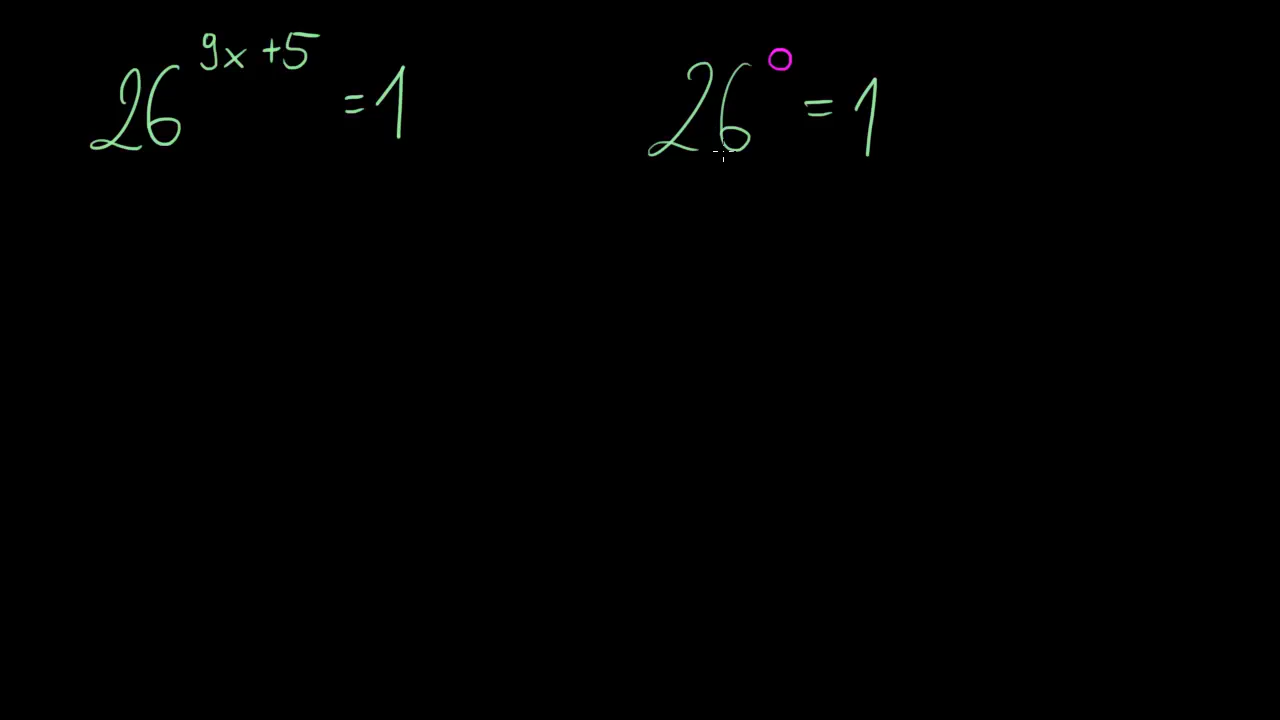 26^{9x+5} = 1
26^0 = 1